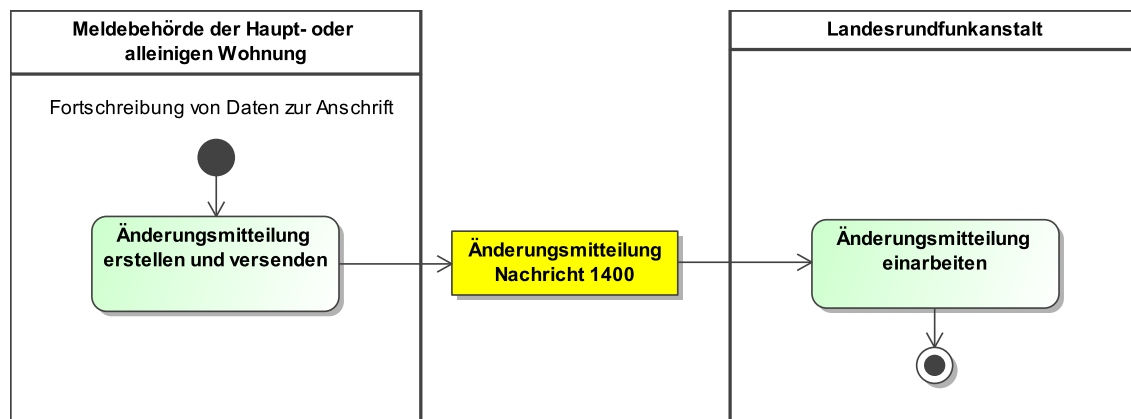 Meldebehörde der Haupt- oder
alleinigen Wohnung
Landesrundfunkanstalt
Fortschreibung von Daten zur Anschrift
Änderungsmitteilung
erstellen und versenden
Änderungsmitteilung
Nachricht 1400
Änderungsmitteilung
einarbeiten